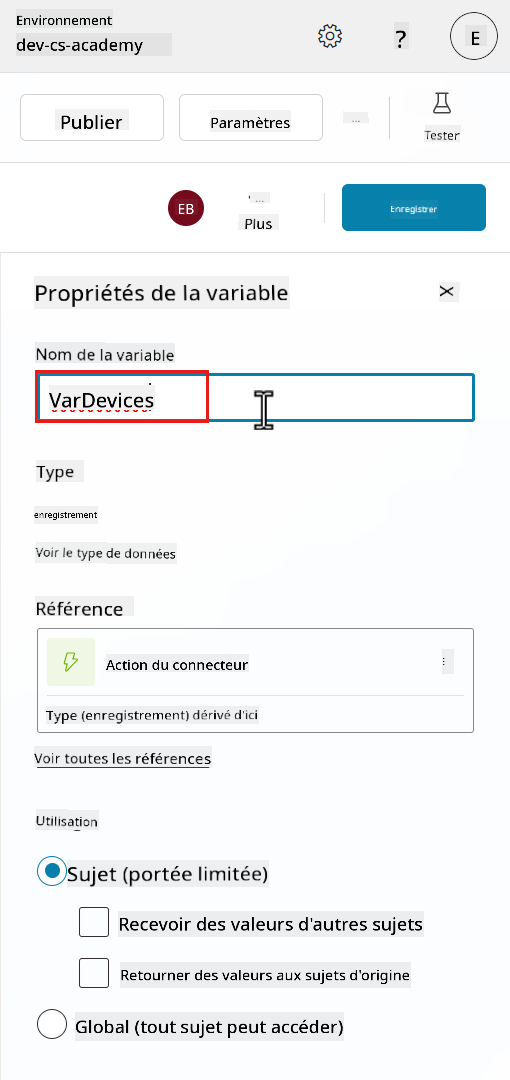 Environnement
dev-cs-academy
?
E
Publier
Paramètres
...
Tester
EB
...
Plus
Enregistrer
Propriétés de la variable
Nom de la variable
VarDevices
Type
enregistrement
Voir le type de données
Référence
Action du connecteur
Type (enregistrement) dérivé d'ici
Voir toutes les références
Utilisation
Sujet (portée limitée)
Recevoir des valeurs d'autres sujets
Retourner des valeurs aux sujets d'origine
Global (tout sujet peut accéder)